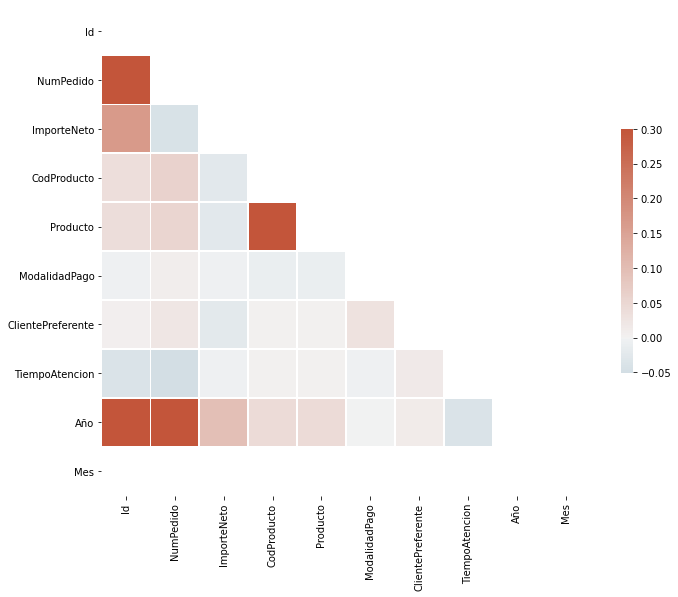 Id
NumPedido
ImporteNeto
CodProducto
Producto
ModalidadPago
ClientePreferente
TiempoAtencion
Año
Mes
Id
NumPedido
ImporteNeto
CodProducto
Producto
ModalidadPago
ClientePreferente
TiempoAtencion
Año
Mes
0.30
0.25
0.20
0.15
0.10
0.05
0.00
−0.05